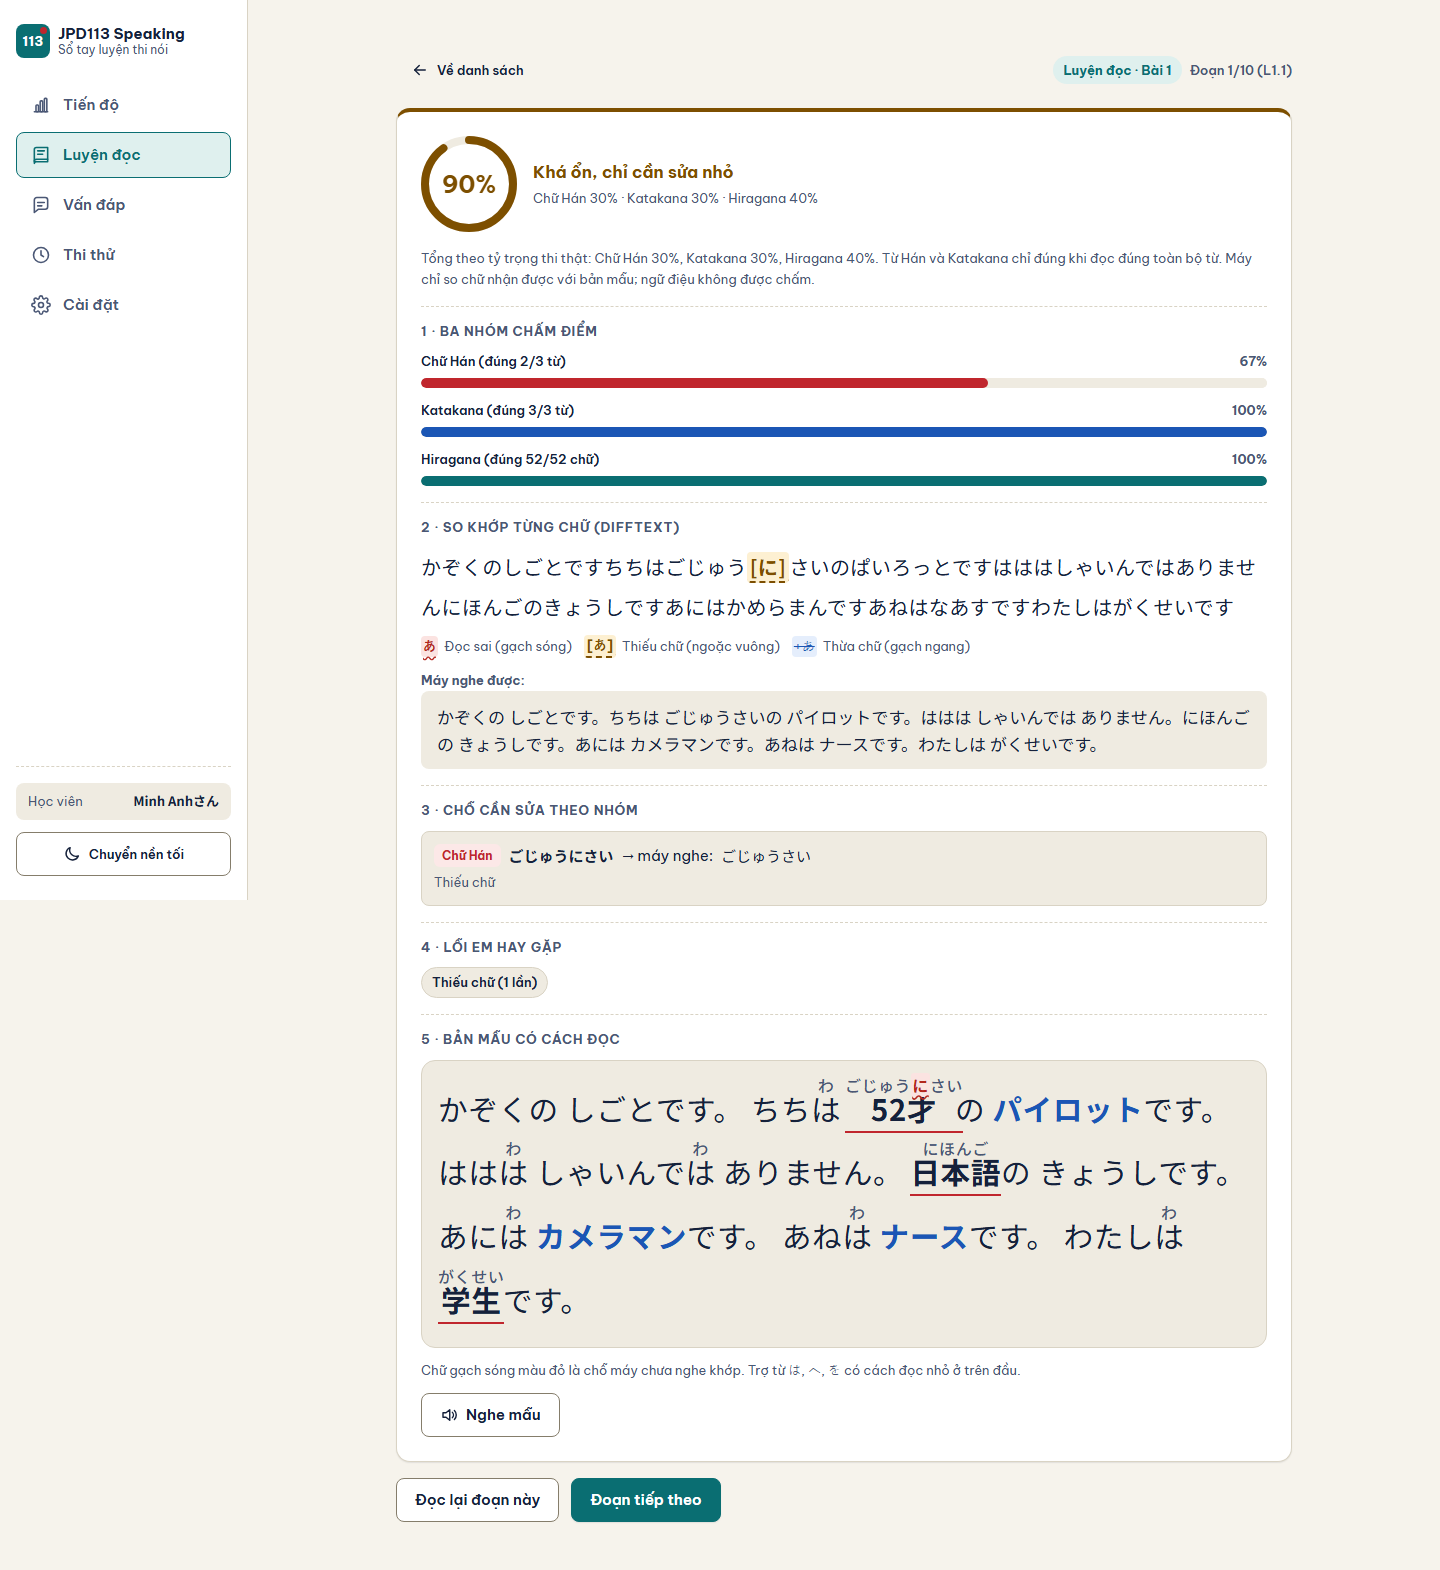 113
JPD113 Speaking
Sổ tay luyện thi nói
Tiến độ
Luyện đọc
Vấn đáp
Thi thử
Cài đặt
Học viên Minh Anhさん
Chuyển nền tối
Về danh sách
Luyện đọc · Bài 1 Đoạn 1/10 (L1.1)
90%
Khá ổn, chỉ cần sửa nhỏ
Chữ Hán 30% · Katakana 30% · Hiragana 40%
Tổng theo tỷ trọng thi thật: Chữ Hán 30%, Katakana 30%, Hiragana 40%. Từ Hán và Katakana chỉ đúng khi đọc đúng toàn bộ từ. Máy
chỉ so chữ nhận được với bản mẫu; ngữ điệu không được chấm.
1 · BA NHÓM CHẤM ĐIỂM
Chữ Hán (đúng 2/3 từ) 67%
Katakana (đúng 3/3 từ) 100%
Hiragana (đúng 52/52 chữ) 100%
2 · SO KHỚP TỪNG CHỮ (DIFFTEXT)
かぞくのしごとですちちはごじゅう[に]さいのぱいろっとですはははしゃいんではありませ
んにほんごのきょうしですあにはかめらまんですあねはなあすですわたしはがくせいです
あ Đọc sai (gạch sóng) [あ] Thiếu chữ (ngoặc vuông) +あ Thừa chữ (gạch ngang)
Máy nghe được:
かぞくの しごとです。ちちは ごじゅうさいの パイロットです。ははは しゃいんでは ありません。にほんご
の きょうしです。あには カメラマンです。あねは ナースです。わたしは がくせいです。
3 · CHỖ CẦN SỬA THEO NHÓM
Chữ Hán ごじゅうにさい → máy nghe: ごじゅうさい
Thiếu chữ
4 · LỖI EM HAY GẶP
Thiếu chữ (1 lần)
5 · BẢN MẪU CÓ CÁCH ĐỌC
わ ごじゅうにさい
かぞくの しごとです。 ちちは 52才の パイロットです。
わ わ にほんご
ははは しゃいんでは ありません。 日本語の きょうしです。
わ わ わ
あには カメラマンです。 あねは ナースです。 わたしは
がくせい
学生です。
Chữ gạch sóng màu đỏ là chỗ máy chưa nghe khớp. Trợ từ は, へ, を có cách đọc nhỏ ở trên đầu.
Nghe mẫu
Đọc lại đoạn này
Đoạn tiếp theo